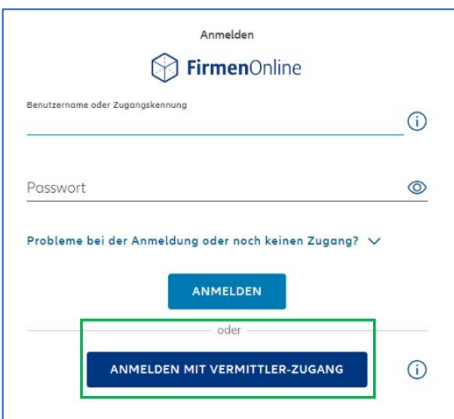 Anmelden
FirmenOnline
Benutzername oder Zugangskennung
Passwort
Probleme bei der Anmeldung oder noch keinen Zugang?
ANMELDEN
oder
ANMELDEN MIT VERMITTLER-ZUGANG